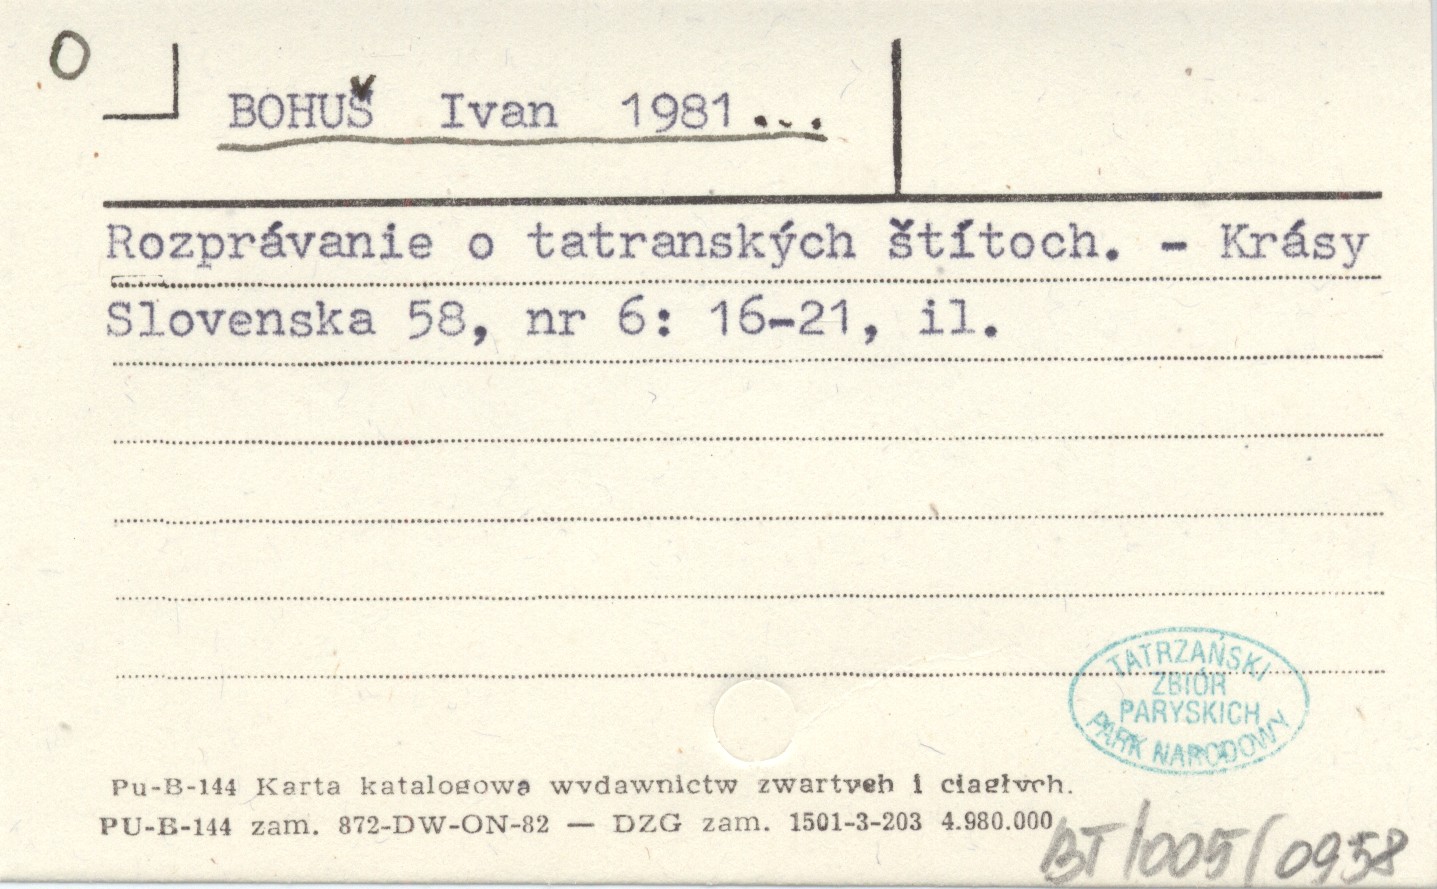 O
BOHUŠ Ivan 1981...
Rozprávanie o tatranských štítoch. - Krásy
Slovenska 58, nr 6: 16-21, il.
TATRZAŃSKI
ZBIÓR
PARYSKICH
PARK NARODOWY
Pu-B-144 Karta katalogowa wydawnictw zwartych i ciągłych.
PU-B-144 zam. 872-DW-ON-82 — DZG zam. 1501-3-203 4.980.000
BT/005/0958